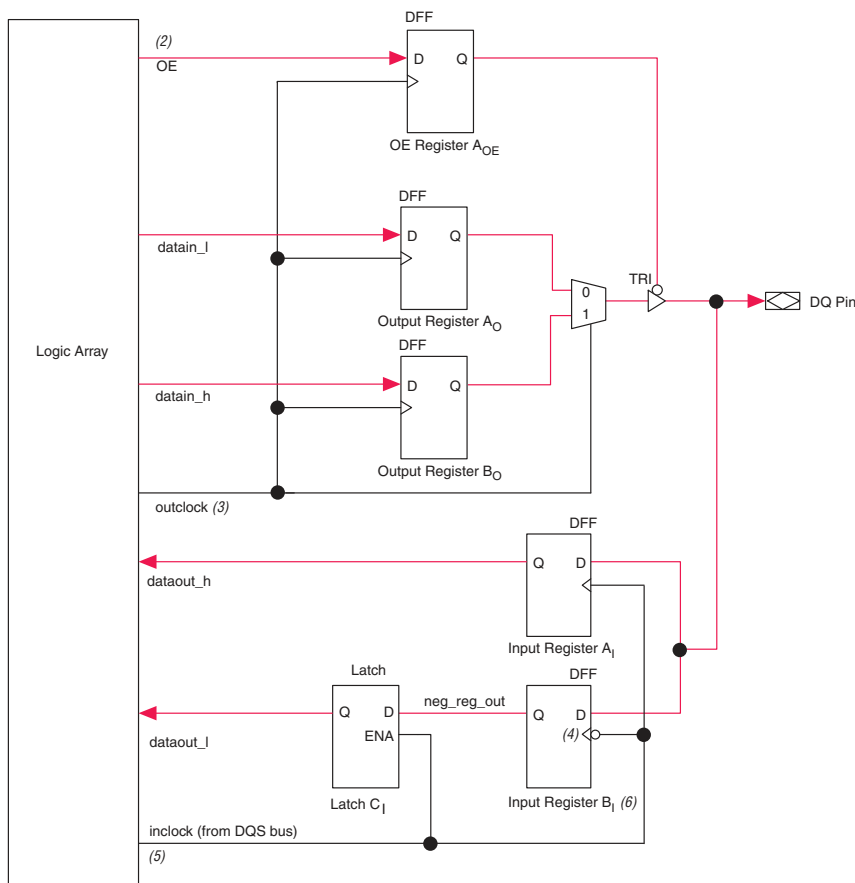 DFF
(2)
OE
D
Q
OE Register AOE
DFF
datain_l
D
Q
Output Register AO
0
1
TRI
DQ Pin
Logic Array
DFF
datain_h
D
Q
Output Register BO
outclock (3)
DFF
dataout_h
Q
D
Input Register AI
Latch
DFF
neg_reg_out
Q
D
ENA
Q
D
(4)
dataout_l
Latch CI
Input Register BI (6)
inclock (from DQS bus)
(5)